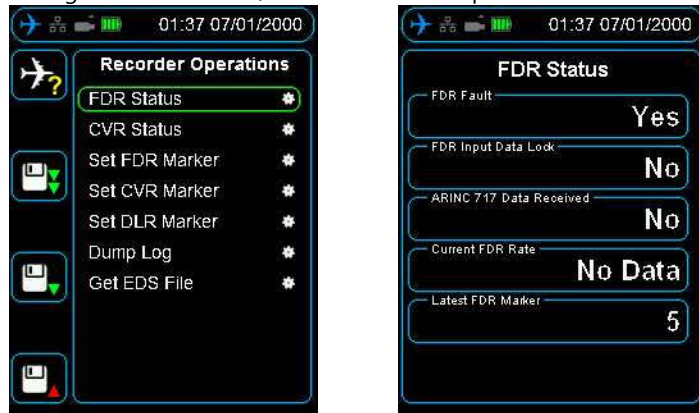 01:37 07/01/2000
Recorder Operations
FDR Status
CVR Status
Set FDR Marker
Set CVR Marker
Set DLR Marker
Dump Log
Get EDS File
01:37 07/01/2000
FDR Status
FDR Fault
Yes
FDR Input Data Lock
No
ARINC 717 Data Received
No
Current FDR Rate
No Data
Latest FDR Marker
5